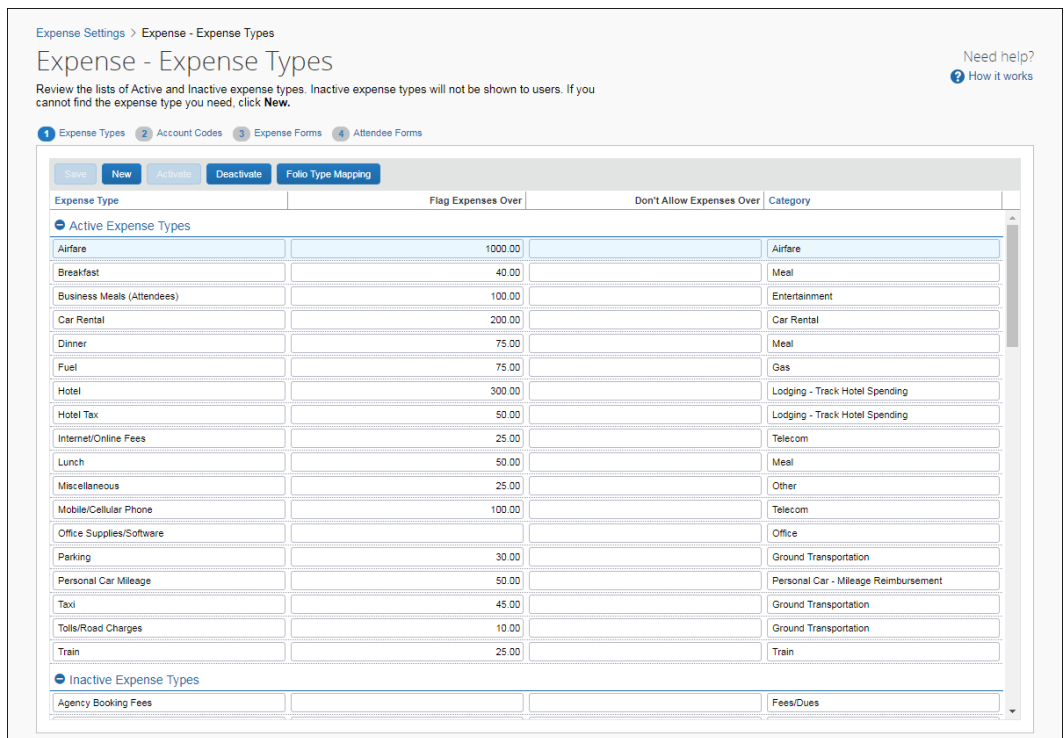 Expense Settings > Expense - Expense Types
Expense - Expense Types
Need help?
? How it works
Review the lists of Active and Inactive expense types. Inactive expense types will not be shown to users. If you
cannot find the expense type you need, click New.
1 Expense Types 2 Account Codes 3 Expense Forms 4 Attendee Forms
Save New Activate Deactivate Folio Type Mapping
Expense Type Flag Expenses Over Don't Allow Expenses Over Category
Active Expense Types
Airfare 1000.00 Airfare
Breakfast 40.00 Meal
Business Meals (Attendees) 100.00 Entertainment
Car Rental 200.00 Car Rental
Dinner 75.00 Meal
Fuel 75.00 Gas
Hotel 300.00 Lodging - Track Hotel Spending
Hotel Tax 50.00 Lodging - Track Hotel Spending
Internet/Online Fees 25.00 Telecom
Lunch 50.00 Meal
Miscellaneous 25.00 Other
Mobile/Cellular Phone 100.00 Telecom
Office Supplies/Software Office
Parking 30.00 Ground Transportation
Personal Car Mileage 50.00 Personal Car - Mileage Reimbursement
Taxi 45.00 Ground Transportation
Tolls/Road Charges 10.00 Ground Transportation
Train 25.00 Train
Inactive Expense Types
Agency Booking Fees Fees/Dues